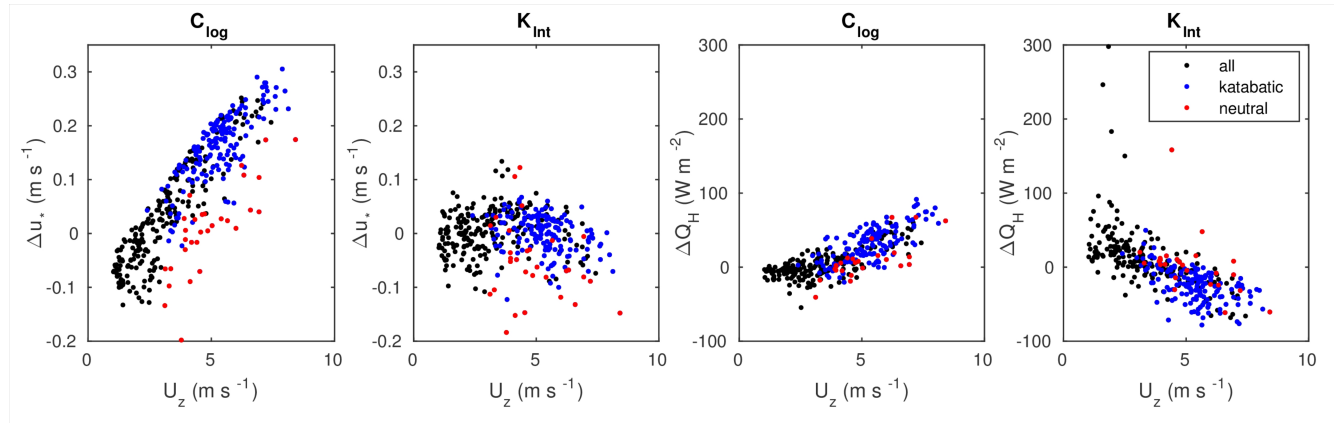 C_log
0.3
0.2
0.1
0
-0.1
-0.2
Δu_* (m s ^-1)
0 5 10
U_z (m s ^-1)
K_Int
0.3
0.2
0.1
0
-0.1
-0.2
Δu_* (m s ^-1)
0 5 10
U_z (m s ^-1)
C_log
300
200
100
0
-100
ΔQ_H (W m ^-2)
0 5 10
U_z (m s ^-1)
K_Int
300
200
100
0
-100
ΔQ_H (W m ^-2)
0 5 10
U_z (m s ^-1)
all
katabatic
neutral